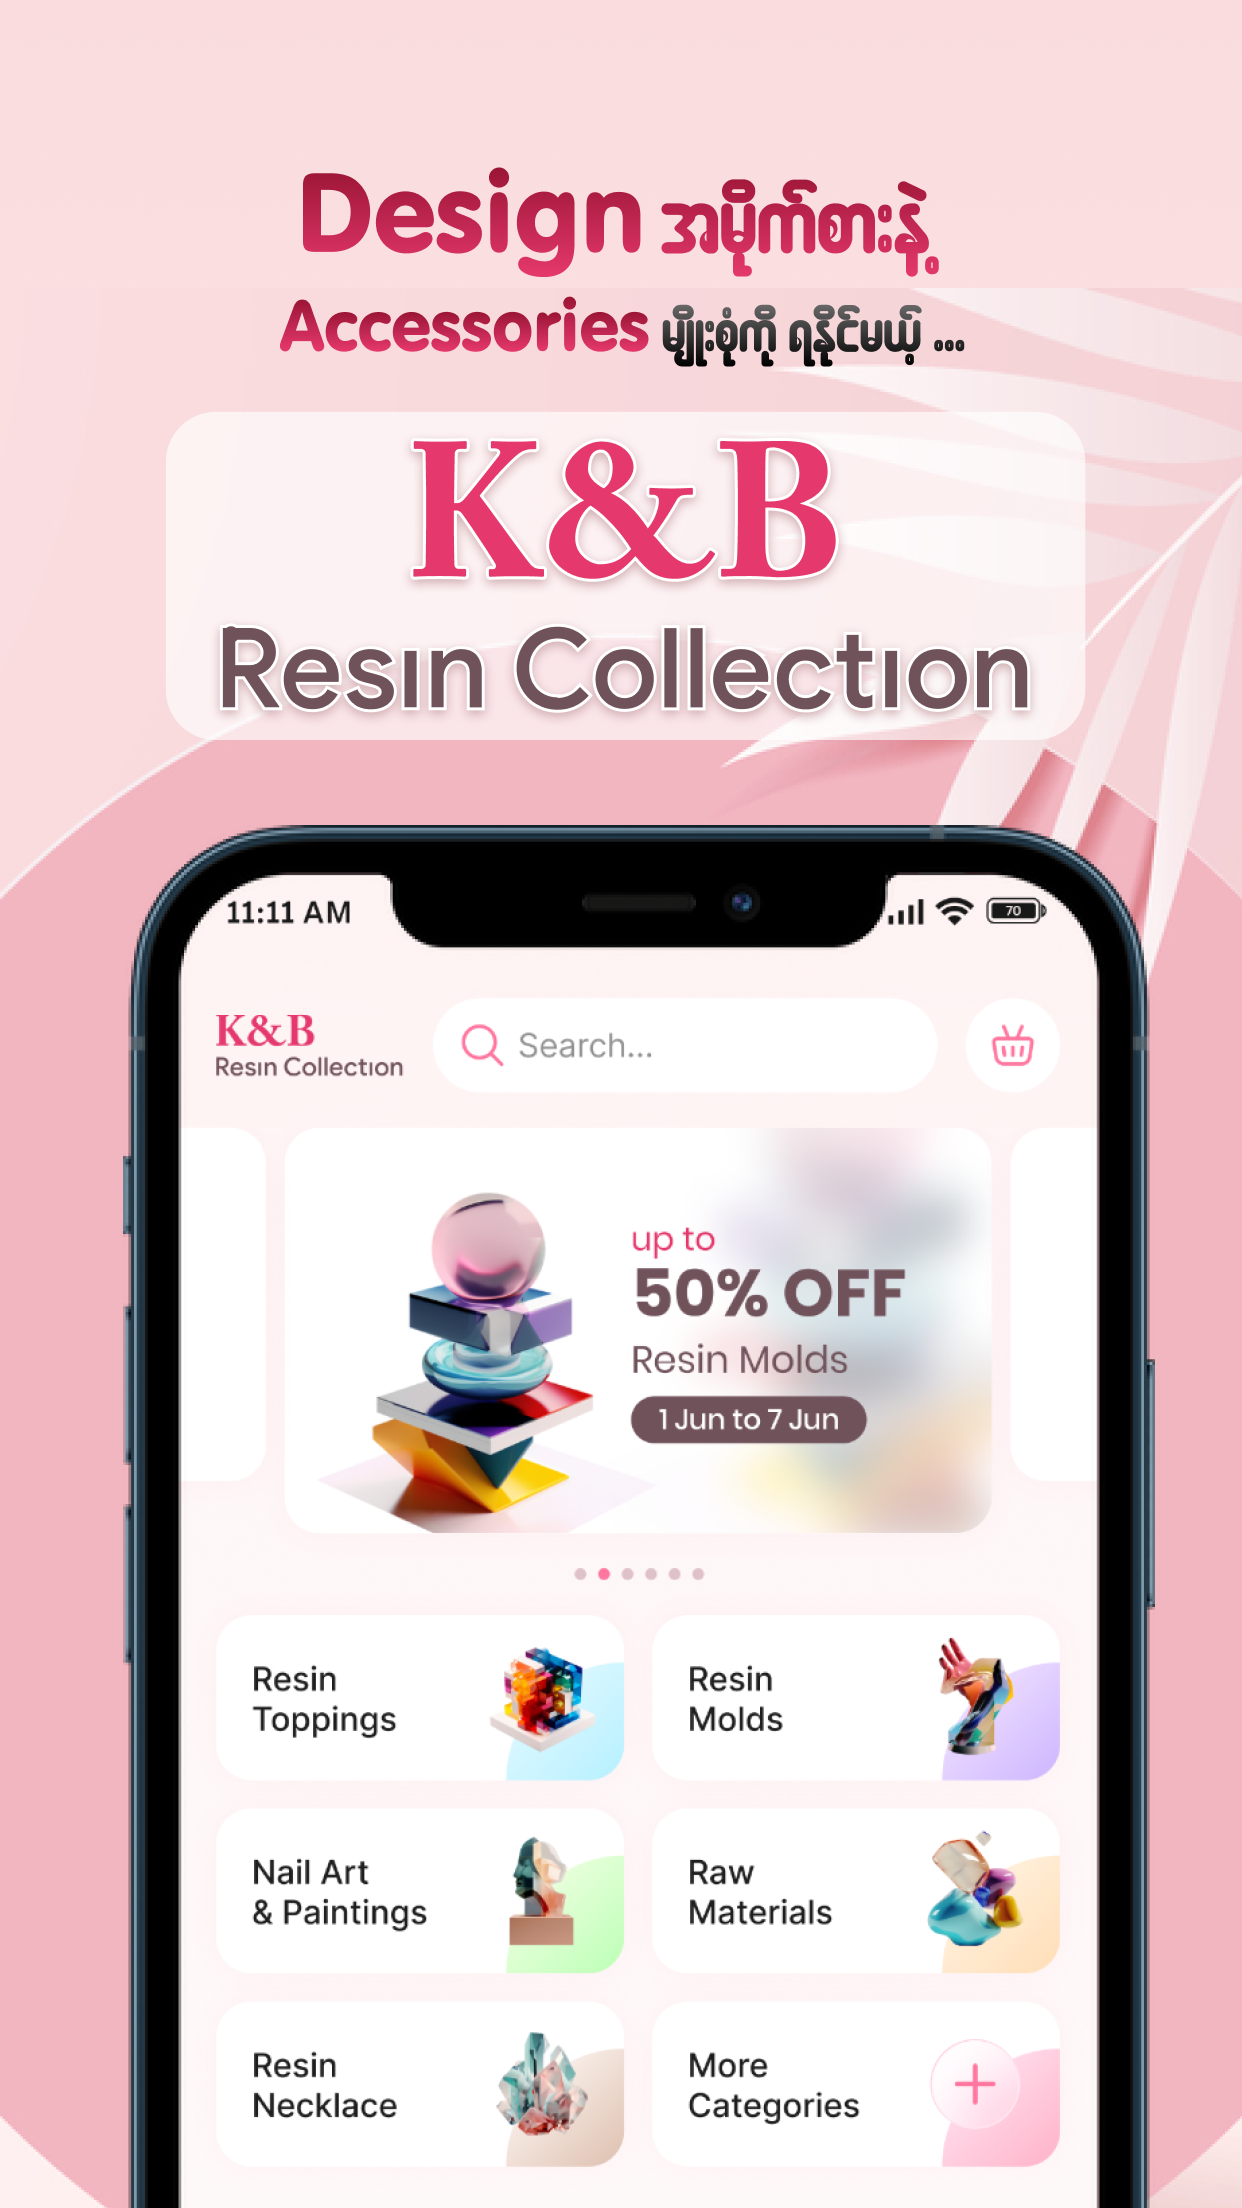 Design အမိုက်စားနဲ့
Accessories မျိုးစုံကို ရနိုင်မယ့် ...
K&B
Resin Collection
11:11 AM
70
K&B
Resin Collection
Search...
up to
50% OFF
Resin Molds
1 Jun to 7 Jun
Resin
Toppings
Resin
Molds
Nail Art
& Paintings
Raw
Materials
Resin
Necklace
More
Categories